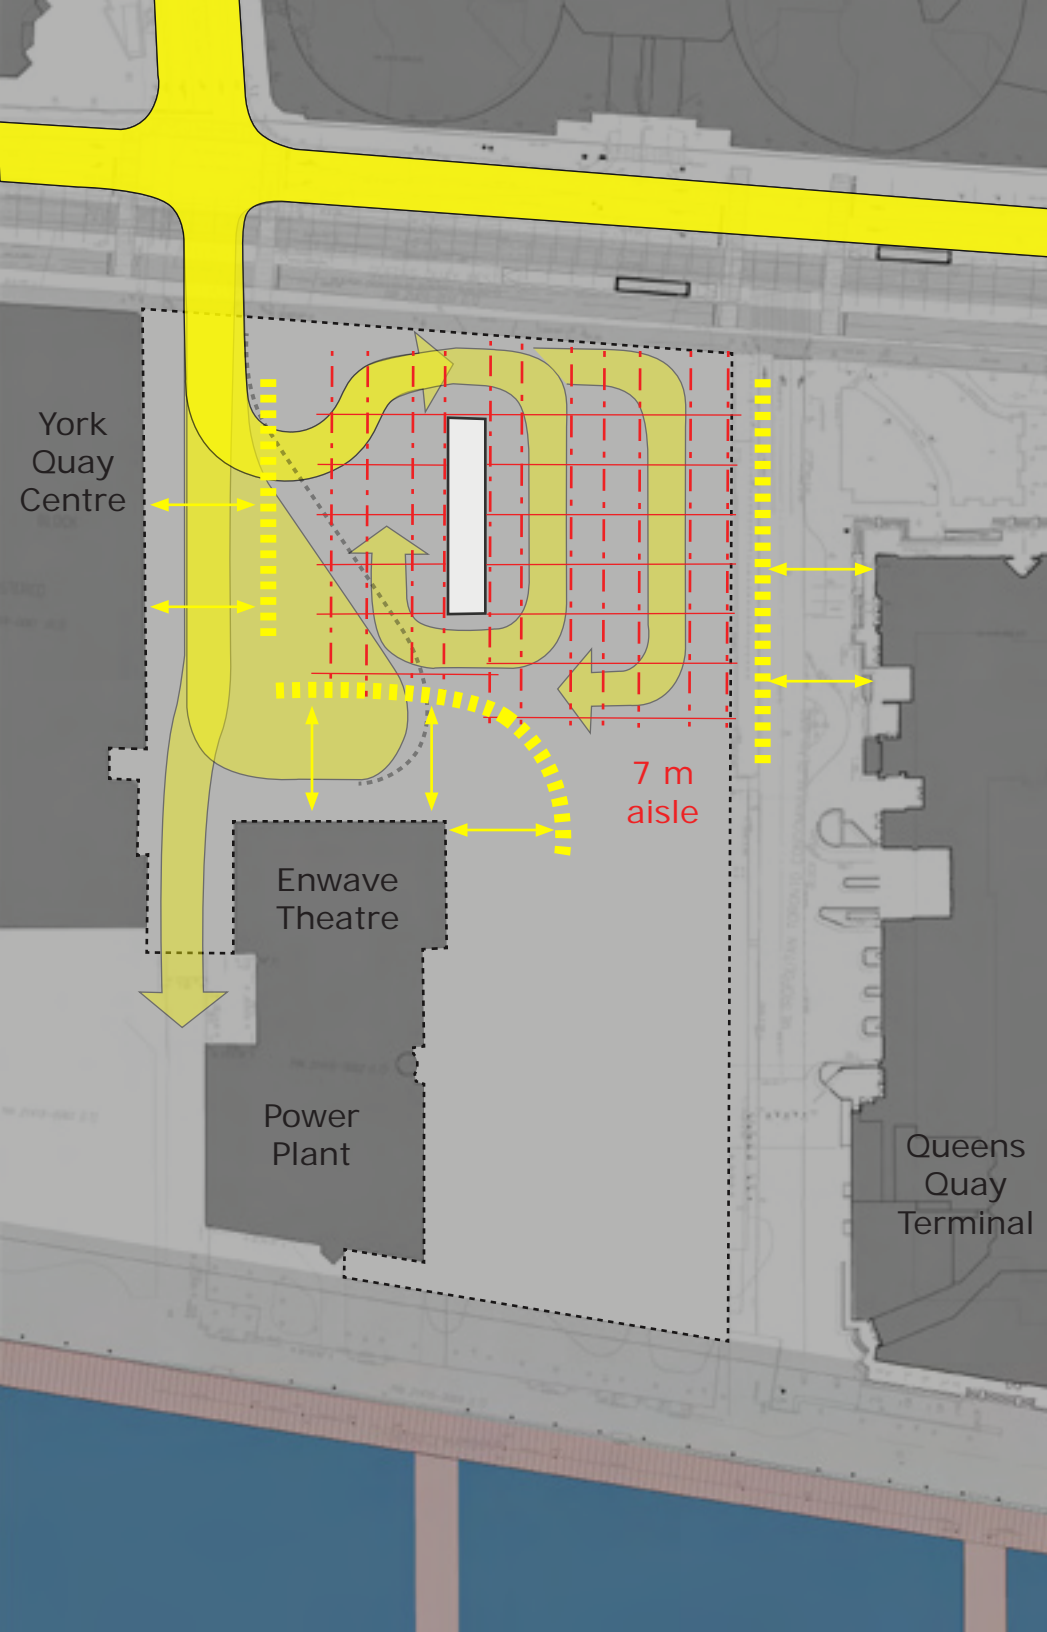 York
Quay
Centre
7 m
aisle
Enwave
Theatre
Power
Plant
Queens
Quay
Terminal